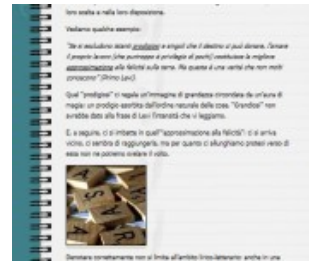 loro scelta e nella loro disposizione.
Vediamo qualche esempio:
"Se si escludono istanti prodigiosi e singoli che il destino ci può donare, l'amare
il proprio lavoro (che purtroppo è privilegio di pochi) costituisce la migliore
approssimazione alla felicità sulla terra. Ma questa è una verità che non molti
conoscono" (Primo Levi).
Quel "prodigiosi" ci regala un'immagine di grandezza circondata da un'aura di
magia: un prodigio esorbita dall'ordine naturale delle cose. "Grandiosi" non
avrebbe dato alla frase di Levi l'intensità che vi leggiamo.
E, a seguire, ci si imbatte in quell'"approssimazione alla felicità": ci si arriva
vicino, ci sembra di raggiungerla, ma per quanto ci allunghiamo protesi verso di
essa non ne potremo svelare il volto.
Denotare correttamente non si limita all'ambito lirico-letterario: anche in una